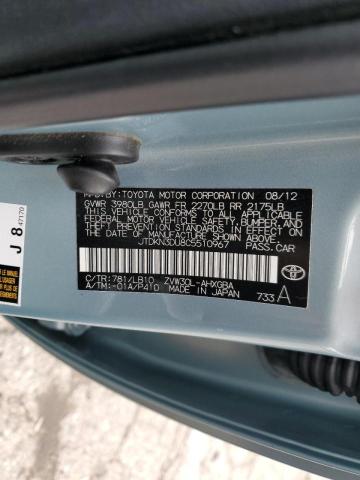 MFD.BY:TOYOTA MOTOR CORPORATION 08/12
GVWR 3980LB GAWR FR 2270LB RR 2175LB
THIS VEHICLE CONFORMS TO ALL APPLICABLE
FEDERAL MOTOR VEHICLE SAFETY, BUMPER, AND
THEFT PREVENTION STANDARDS IN EFFECT ON
THE DATE OF MANUFACTURE SHOWN ABOVE.
JTDKN3DU8C5510967 PASS.CAR
C/TR:781/LB10 ZVW30L-AHXGBA
A/TM:-01A/P410 MADE IN JAPAN
733 A
TOYOTA
J 8